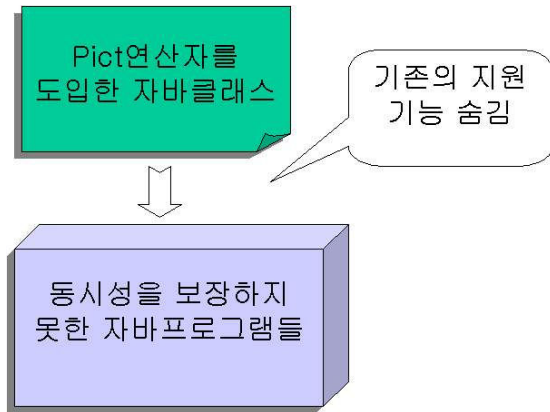 Pict연산자를
도입한 자바클래스
기존의 지원
기능 숨김
동시성을 보장하지
못한 자바프로그램들